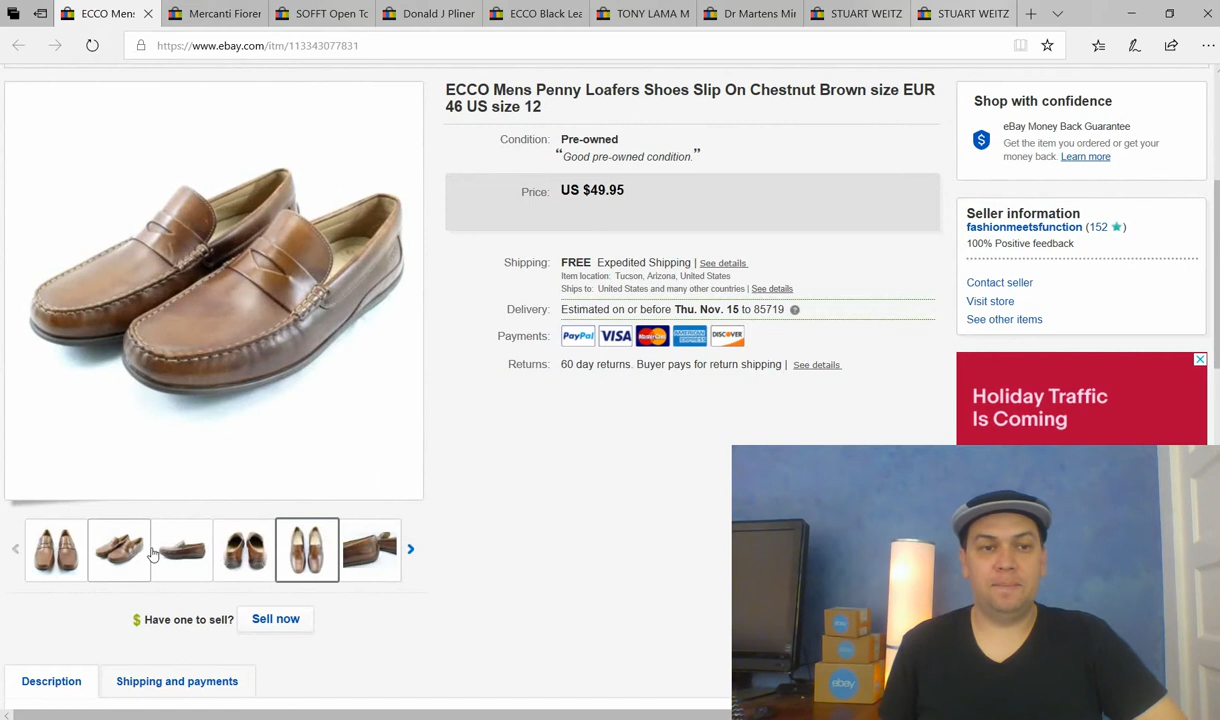 ECCO Mens
Mercanti Fiorer
SOFFT Open To
Donald J Pliner
ECCO Black Lea
TONY LAMA M
Dr Martens Mir
STUART WEITZ
STUART WEITZ
https://www.ebay.com/itm/113343077831
ECCO Mens Penny Loafers Shoes Slip On Chestnut Brown size EUR
46 US size 12
Condition: Pre-owned
“Good pre-owned condition.”
Price: US $49.95
Shipping: FREE Expedited Shipping | See details
Item location: Tucson, Arizona, United States
Ships to: United States and many other countries | See details
Delivery: Estimated on or before Thu. Nov. 15 to 85719 ?
Payments: PayPal VISA MasterCard AMERICAN EXPRESS DISCOVER
Returns: 60 day returns. Buyer pays for return shipping | See details
Shop with confidence
eBay Money Back Guarantee
Get the item you ordered or get your
money back. Learn more
Seller information
fashionmeetsfunction (152 ★)
100% Positive feedback
Contact seller
Visit store
See other items
Holiday Traffic
Is Coming
$ Have one to sell? Sell now
Description
Shipping and payments
ebay
ebay
ebay